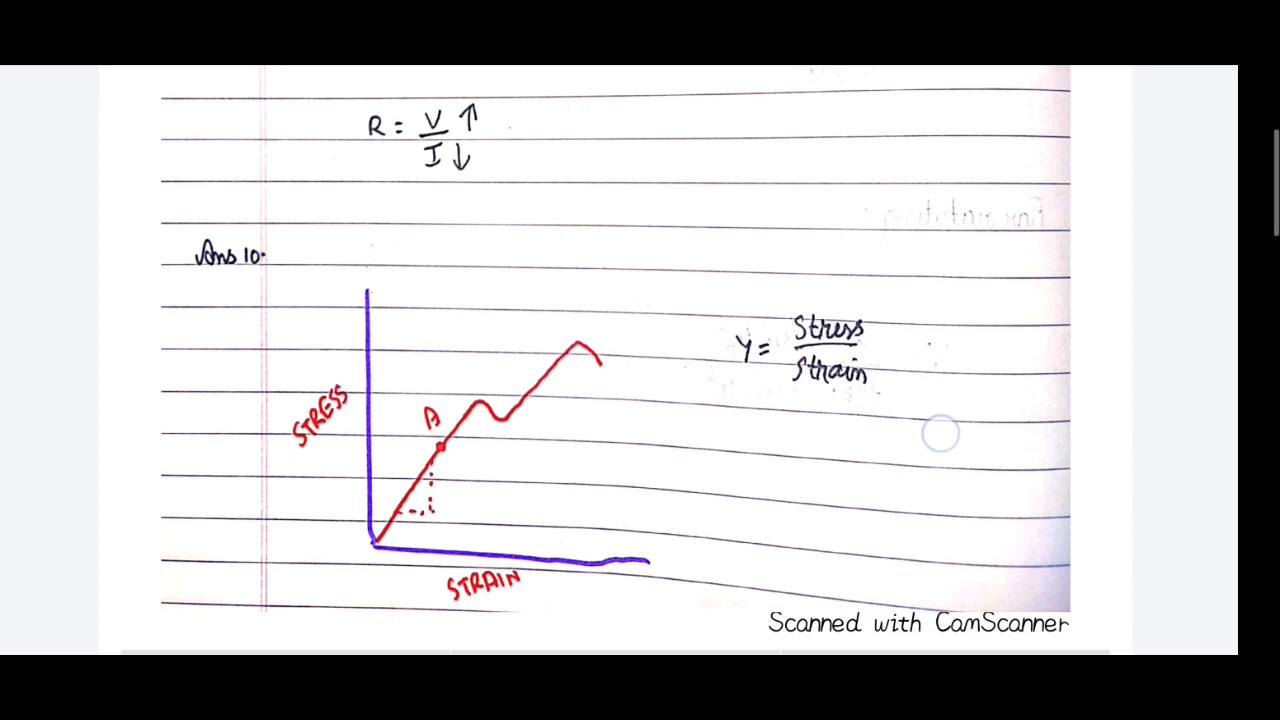 R = V ↑
I ↓
Ans 10.
Y = Stress
Strain
STRESS
A
STRAIN
Scanned with CamScanner